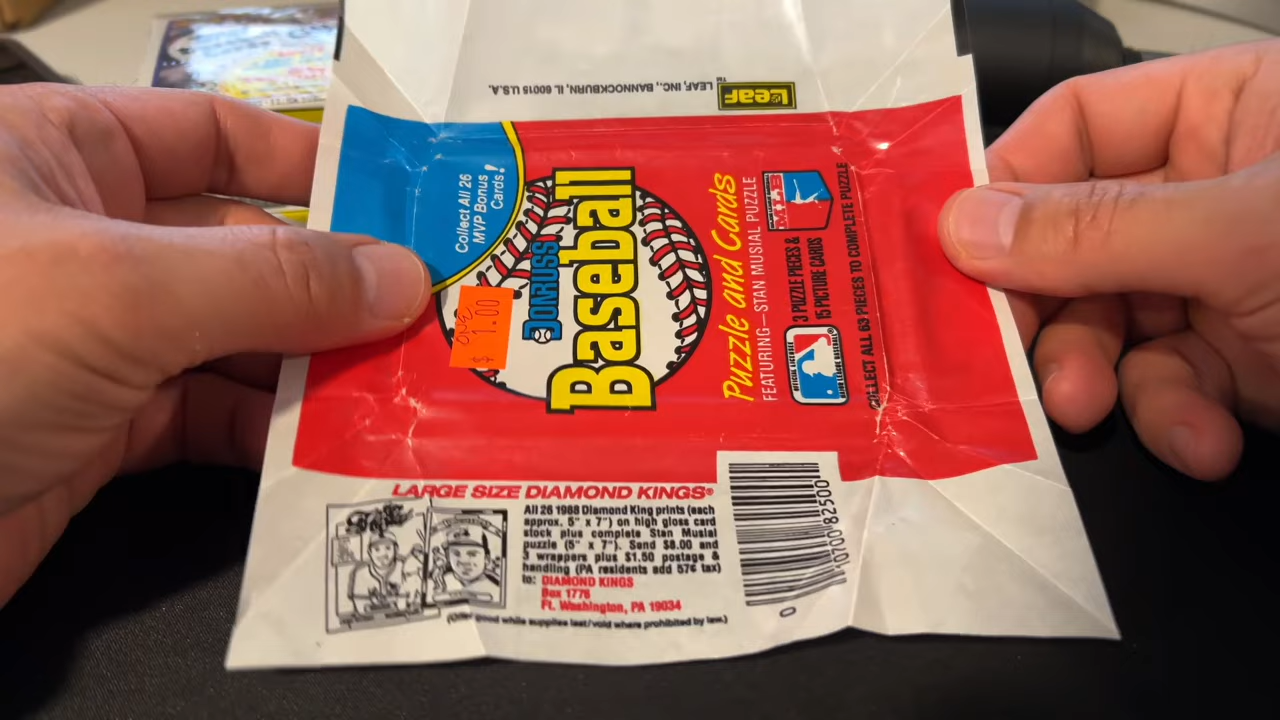 Leaf™
LEAF, INC., BANNOCKBURN, IL 60015 U.S.A.
Collect All 26
MVP Bonus
Cards!
DONRUSS
Baseball
ONE
$ 1.00
Puzzle and Cards
FEATURING—STAN MUSIAL PUZZLE
3 PUZZLE PIECES &
15 PICTURE CARDS
COLLECT ALL 63 PIECES TO COMPLETE PUZZLE
LARGE SIZE DIAMOND KINGS®
All 26 1988 Diamond King prints (each
approx. 5" x 7") on high gloss card
stock plus complete Stan Musial
puzzle (5" x 7"). Send $8.00 and
3 wrappers plus $1.50 postage &
handling (PA residents add 57¢ tax)
to: DIAMOND KINGS
Box 1776
Ft. Washington, PA 19034
(Offer good while supplies last/void where prohibited by law.)
0 10700 82500